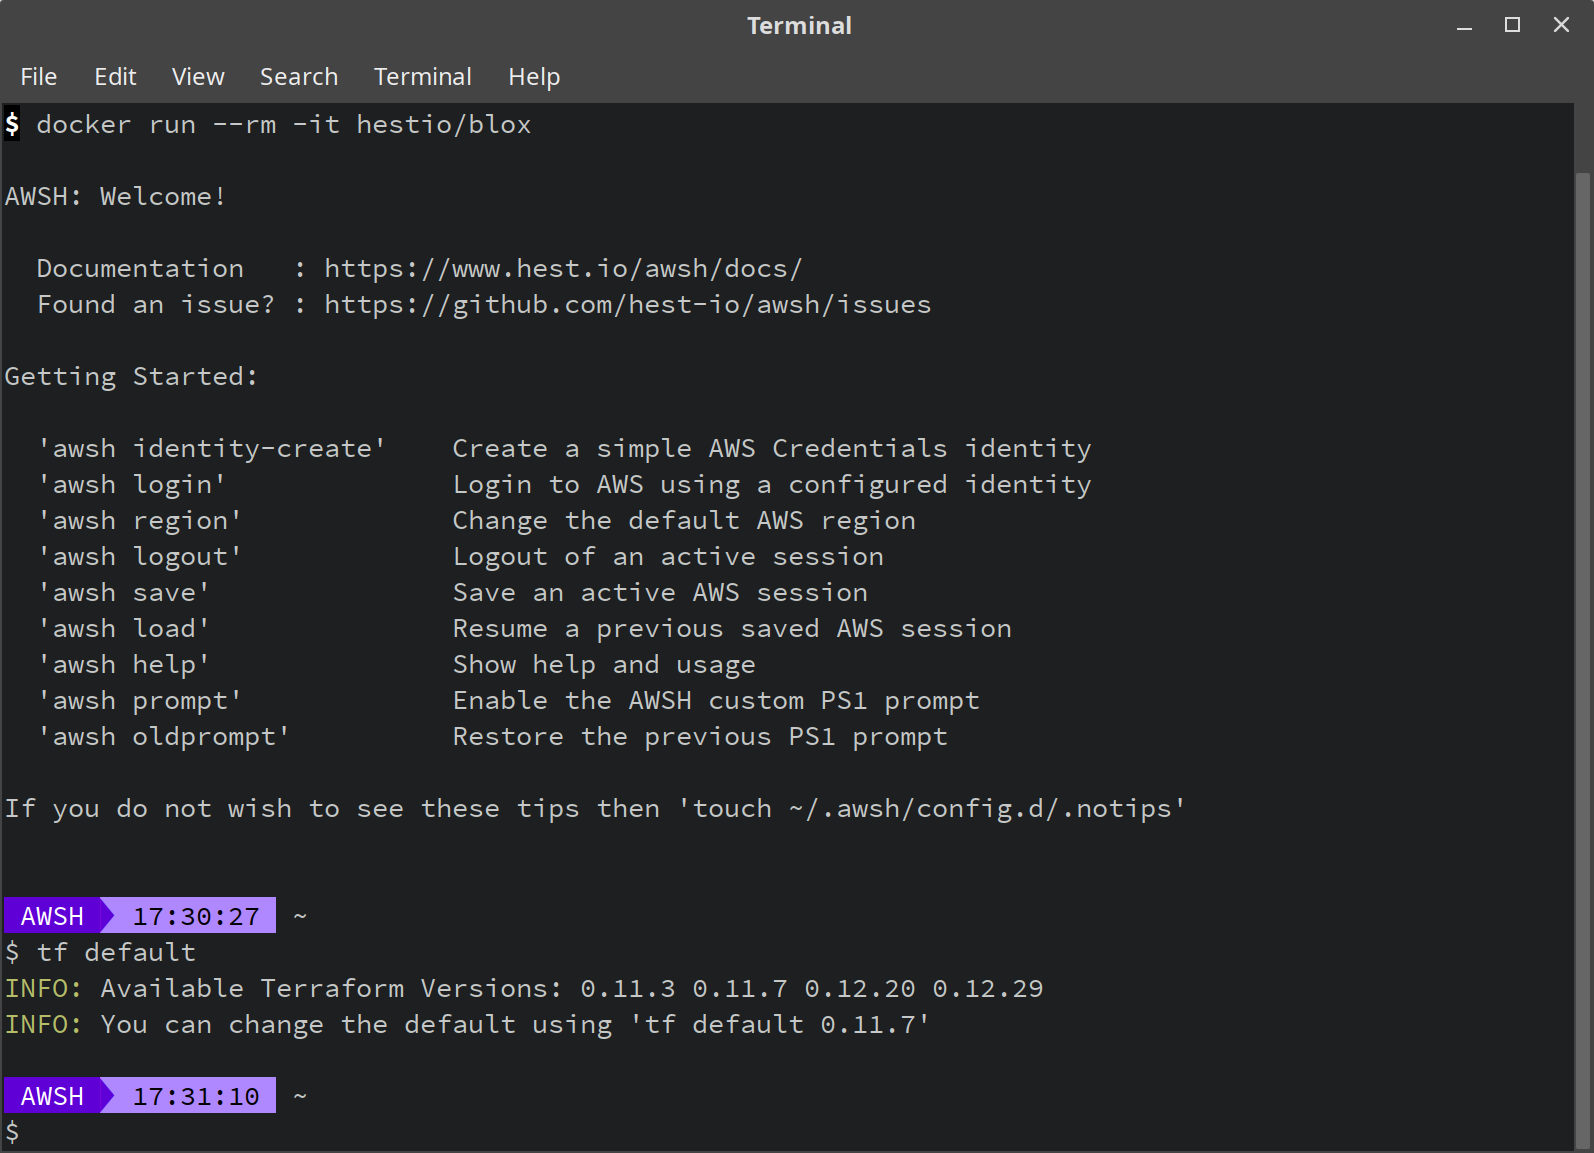 Terminal
File Edit View Search Terminal Help
$ docker run --rm -it hestio/blox
AWSH: Welcome!
Documentation   : https://www.hest.io/awsh/docs/
Found an issue? : https://github.com/hest-io/awsh/issues
Getting Started:
'awsh identity-create'    Create a simple AWS Credentials identity
'awsh login'              Login to AWS using a configured identity
'awsh region'             Change the default AWS region
'awsh logout'             Logout of an active session
'awsh save'               Save an active AWS session
'awsh load'               Resume a previous saved AWS session
'awsh help'               Show help and usage
'awsh prompt'             Enable the AWSH custom PS1 prompt
'awsh oldprompt'          Restore the previous PS1 prompt
If you do not wish to see these tips then 'touch ~/.awsh/config.d/.notips'
AWSH 17:30:27 ~
$ tf default
INFO: Available Terraform Versions: 0.11.3 0.11.7 0.12.20 0.12.29
INFO: You can change the default using 'tf default 0.11.7'
AWSH 17:31:10 ~
$